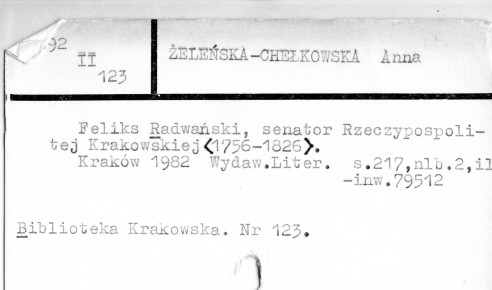 92
II
123
ŻELEŃSKA-CHEŁKOWSKA Anna
Feliks Radwański, senator Rzeczypospoli-
tej Krakowskiej <1756-1826>.
Kraków 1982 Wydaw.Liter. s.217,nlb.2,il
-inw.79512
Biblioteka Krakowska. Nr 123.